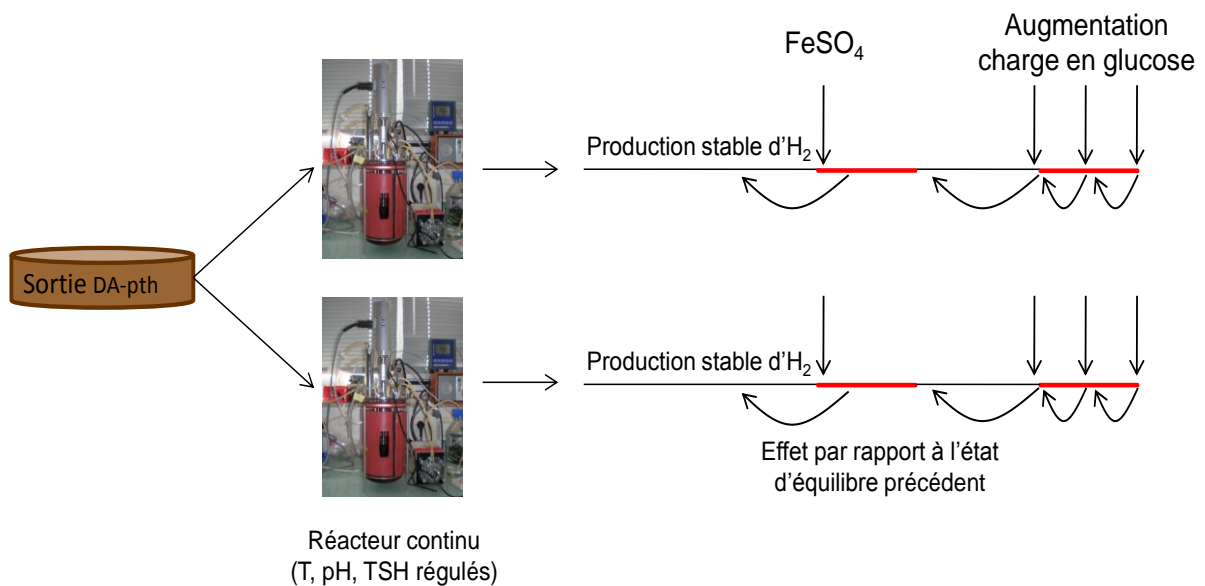 FeSO₄
Augmentation
charge en glucose
Production stable d'H₂
Sortie DA-pth
Production stable d'H₂
Effet par rapport à l'état
d'équilibre précédent
Réacteur continu
(T, pH, TSH régulés)